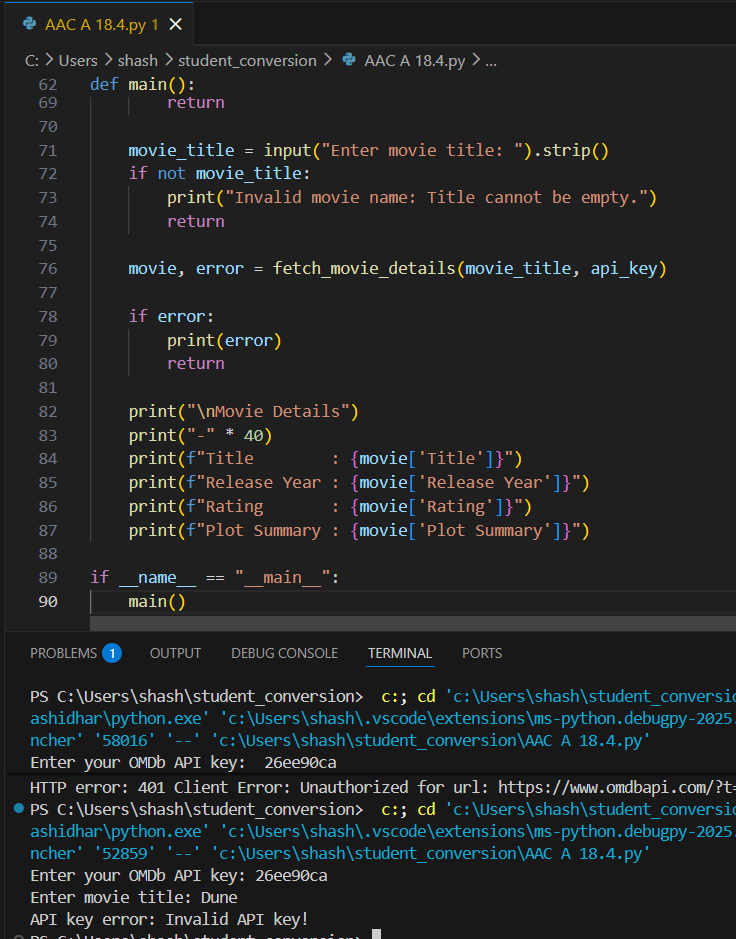 AAC A 18.4.py 1 ✕
C: > Users > shash > student_conversion > AAC A 18.4.py > ...
62 def main():
69 return
70
71 movie_title = input("Enter movie title: ").strip()
72 if not movie_title:
73 print("Invalid movie name: Title cannot be empty.")
74 return
75
76 movie, error = fetch_movie_details(movie_title, api_key)
77
78 if error:
79 print(error)
80 return
81
82 print("\nMovie Details")
83 print("-" * 40)
84 print(f"Title        : {movie['Title']}")
85 print(f"Release Year : {movie['Release Year']}")
86 print(f"Rating       : {movie['Rating']}")
87 print(f"Plot Summary : {movie['Plot Summary']}")
88
89 if __name__ == "__main__":
90 main()
PROBLEMS 1 OUTPUT DEBUG CONSOLE TERMINAL PORTS
PS C:\Users\shash\student_conversion>  c:; cd 'c:\Users\shash\student_conversio
ashidhar\python.exe' 'c:\Users\shash\.vscode\extensions\ms-python.debugpy-2025.
ncher' '58016' '--' 'c:\Users\shash\student_conversion\AAC A 18.4.py'
Enter your OMDb API key:  26ee90ca
HTTP error: 401 Client Error: Unauthorized for url: https://www.omdbapi.com/?t=
PS C:\Users\shash\student_conversion>  c:; cd 'c:\Users\shash\student_conversio
ashidhar\python.exe' 'c:\Users\shash\.vscode\extensions\ms-python.debugpy-2025.
ncher' '52859' '--' 'c:\Users\shash\student_conversion\AAC A 18.4.py'
Enter your OMDb API key: 26ee90ca
Enter movie title: Dune
API key error: Invalid API key!
PS C:\Users\shash\student_conversion>